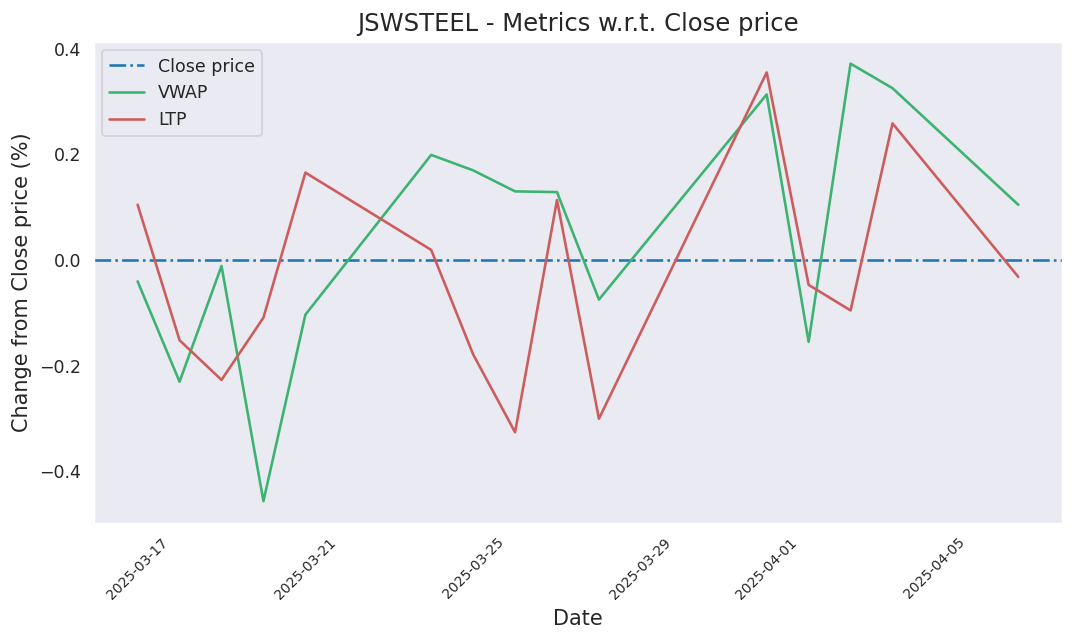 JSWSTEEL - Metrics w.r.t. Close price
Change from Close price (%)
0.4
0.2
0.0
−0.2
−0.4
Close price
VWAP
LTP
2025-03-17
2025-03-21
2025-03-25
2025-03-29
2025-04-01
2025-04-05
Date